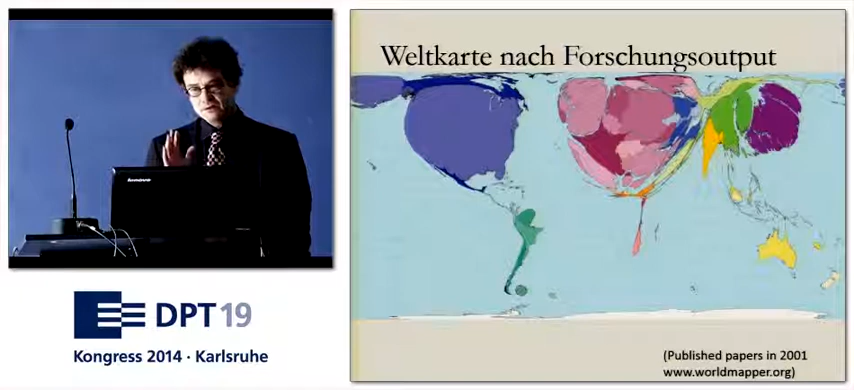 lenovo
DPT 19
Kongress 2014 · Karlsruhe
Weltkarte nach Forschungsoutput
(Published papers in 2001
www.worldmapper.org)